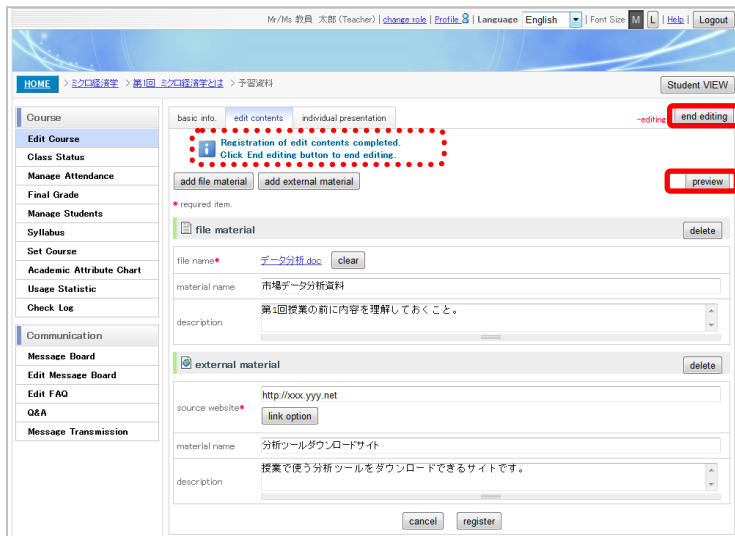 Mr/Ms 教員 太郎 (Teacher) | change role | Profile | Language English | Font Size M L | Help | Logout
HOME > ミクロ経済学 > 第1回 ミクロ経済学とは > 予習資料
Student VIEW
Course
Edit Course
Class Status
Manage Attendance
Final Grade
Manage Students
Syllabus
Set Course
Academic Attribute Chart
Usage Statistic
Check Log
Communication
Message Board
Edit Message Board
Edit FAQ
Q&A
Message Transmission
basic info. edit contents individual presentation
-editing- end editing
Registration of edit contents completed.
Click End editing button to end editing.
add file material add external material preview
* required item.
file material delete
file name* データ分析.doc clear
material name 市場データ分析資料
description 第1回授業の前に内容を理解しておくこと。
external material delete
source website* http://xxx.yyy.net
link option
material name 分析ツールダウンロードサイト
description 授業で使う分析ツールをダウンロードできるサイトです。
cancel register